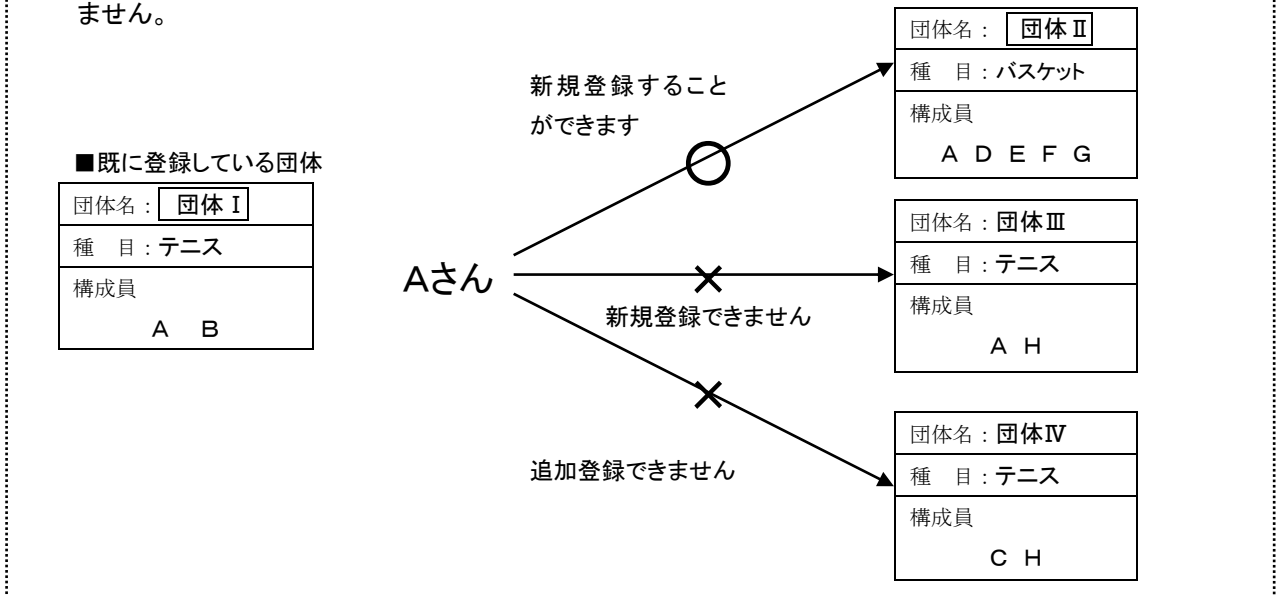 ません。
■既に登録している団体
団体名: 団体Ⅰ
種　目:テニス
構成員
A　B
Aさん
新規登録すること
ができます
団体名: 団体Ⅱ
種　目:バスケット
構成員
A D E F G
新規登録できません
団体名:団体Ⅲ
種　目:テニス
構成員
A H
追加登録できません
団体名:団体Ⅳ
種　目:テニス
構成員
C H